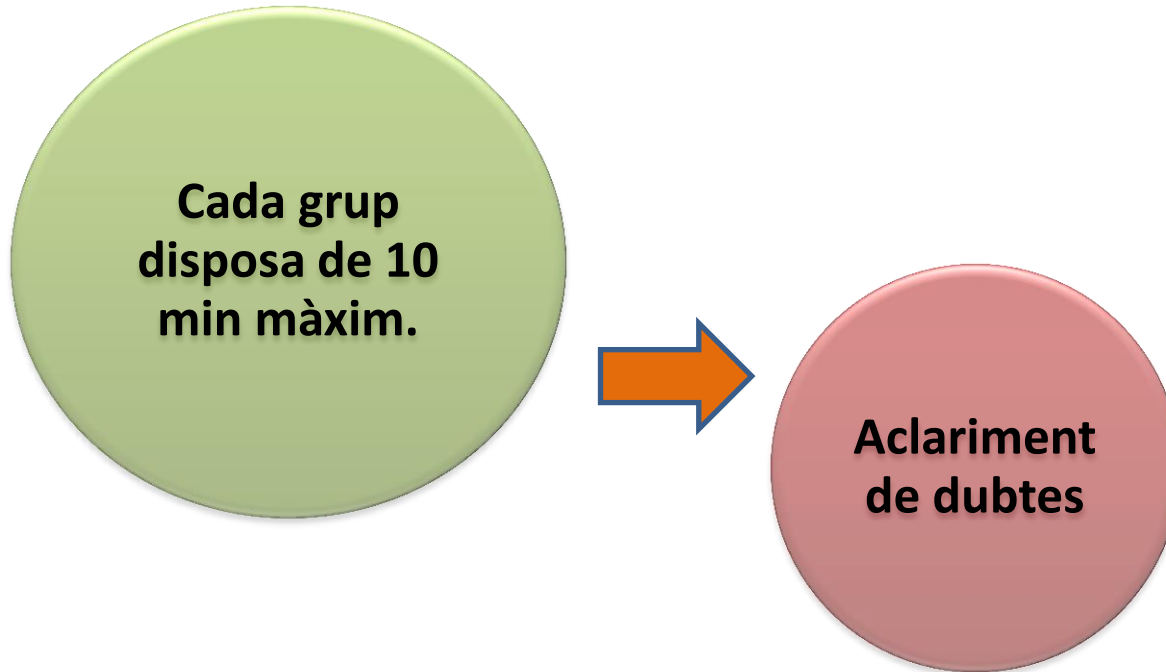 Cada grup
disposa de 10
min màxim.
Aclariment
de dubtes